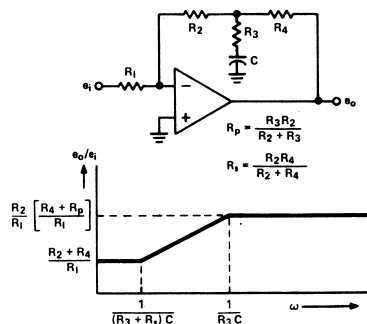 R2 R3 R4
C
ei R1 − + eo
Rp = R3R2 / R2 + R3
Rs = R2R4 / R2 + R4
eo/ei
R2 / R1 [ R4 + Rp / R1 ]
R2 + R4 / R1
1 / (R3 + Rs) C
1 / R3 C
ω